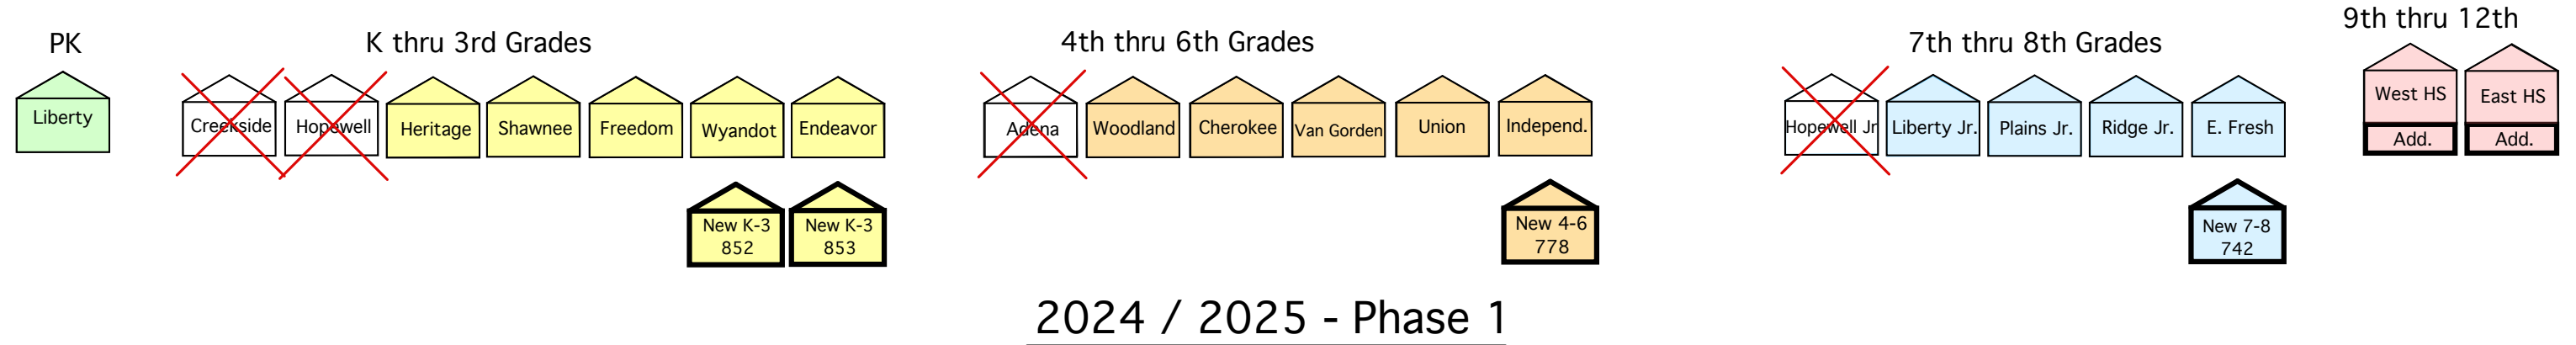 9th thru 12th
PK
K thru 3rd Grades
4th thru 6th Grades
7th thru 8th Grades
Liberty
Creekside
Hopewell
Heritage
Shawnee
Freedom
Wyandot
Endeavor
Adena
Woodland
Cherokee
Van Gorden
Union
Independ.
Hopewell Jr
Liberty Jr.
Plains Jr.
Ridge Jr.
E. Fresh
West HS
Add.
East HS
Add.
New K-3
852
New K-3
853
New 4-6
778
New 7-8
742
2024 / 2025 - Phase 1